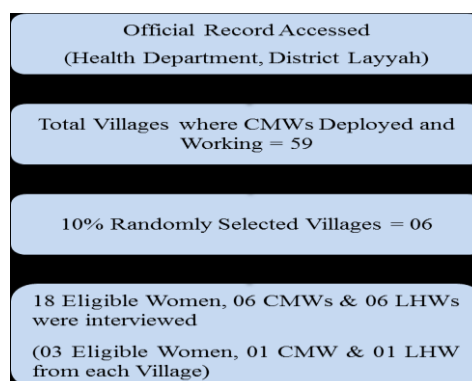 Official Record Accessed
(Health Department, District Layyah)
Total Villages where CMWs Deployed and
Working = 59
10% Randomly Selected Villages = 06
18 Eligible Women, 06 CMWs & 06 LHWs
were interviewed
(03 Eligible Women, 01 CMW & 01 LHW
from each Village)